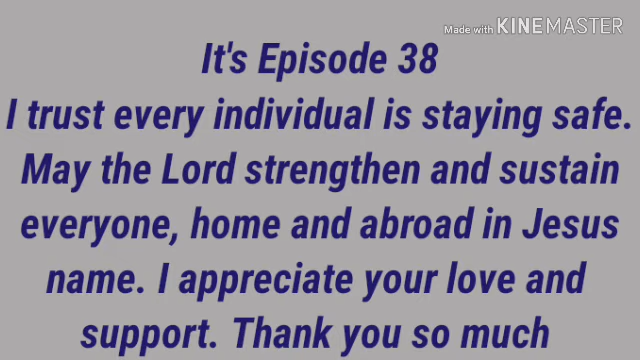 Made with KINEMASTER
It's Episode 38
I trust every individual is staying safe.
May the Lord strengthen and sustain
everyone, home and abroad in Jesus
name. I appreciate your love and
support. Thank you so much